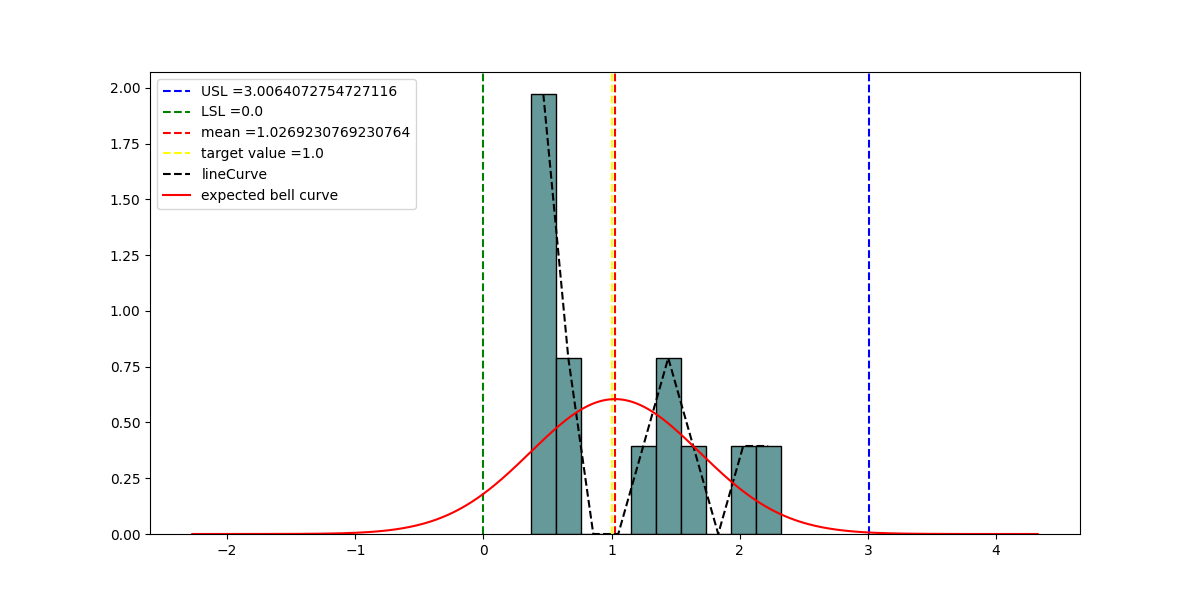 USL =3.0064072754727116
LSL =0.0
mean =1.0269230769230764
target value =1.0
lineCurve
expected bell curve
2.00
1.75
1.50
1.25
1.00
0.75
0.50
0.25
0.00
−2 −1 0 1 2 3 4